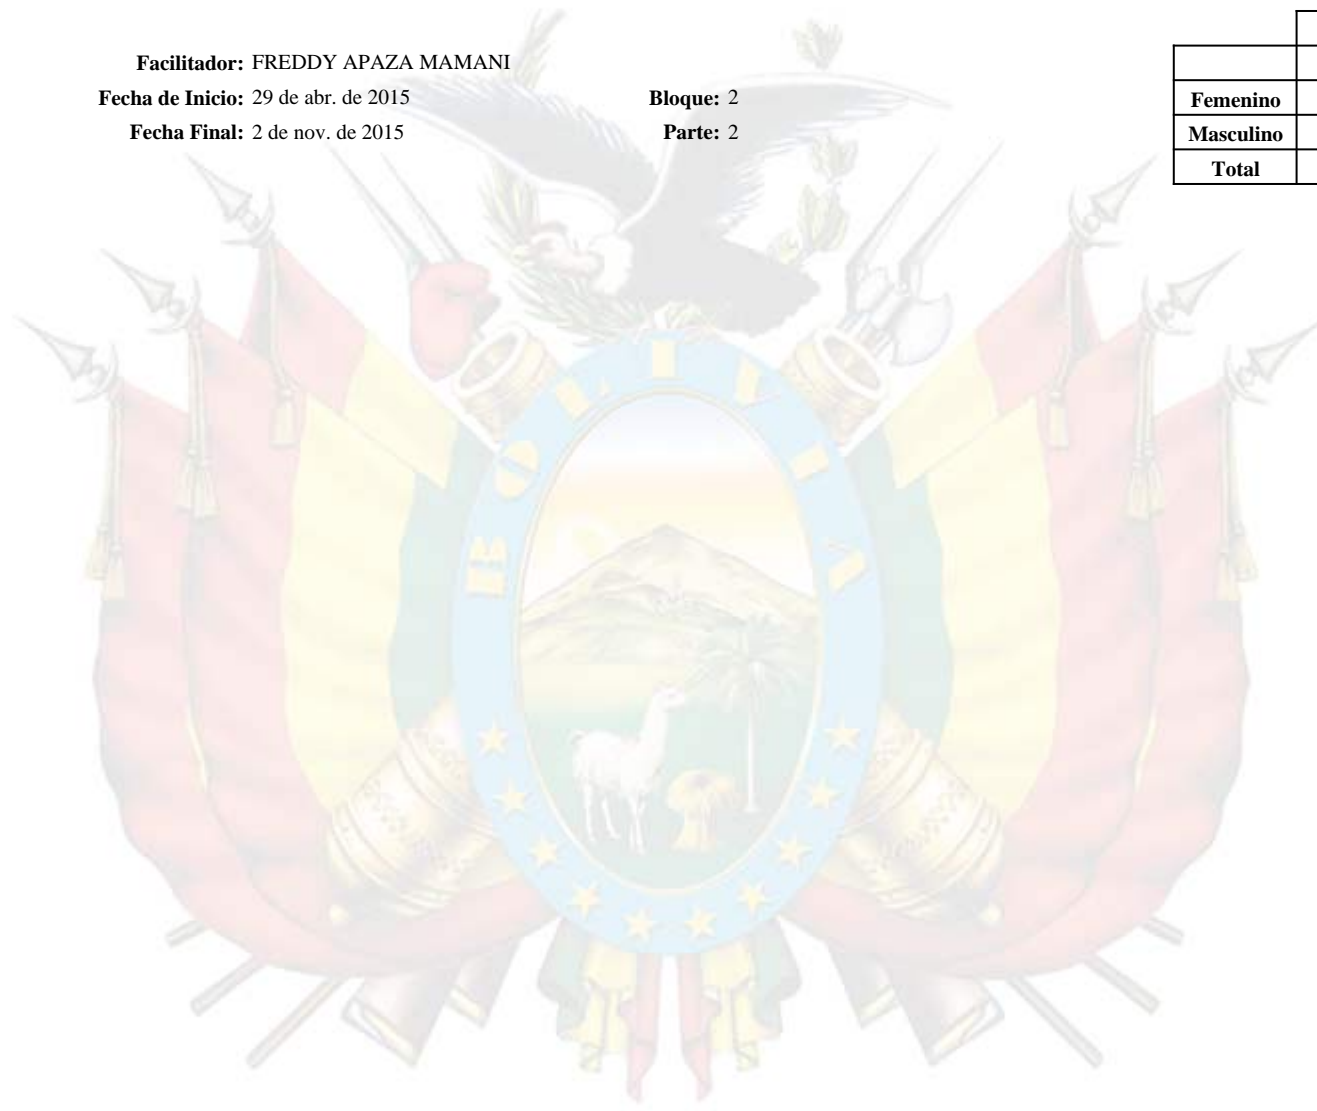 Facilitador: FREDDY APAZA MAMANI
Fecha de Inicio: 29 de abr. de 2015 Bloque: 2
Fecha Final: 2 de nov. de 2015 Parte: 2
Femenino
Masculino
Total
BOLIVIA